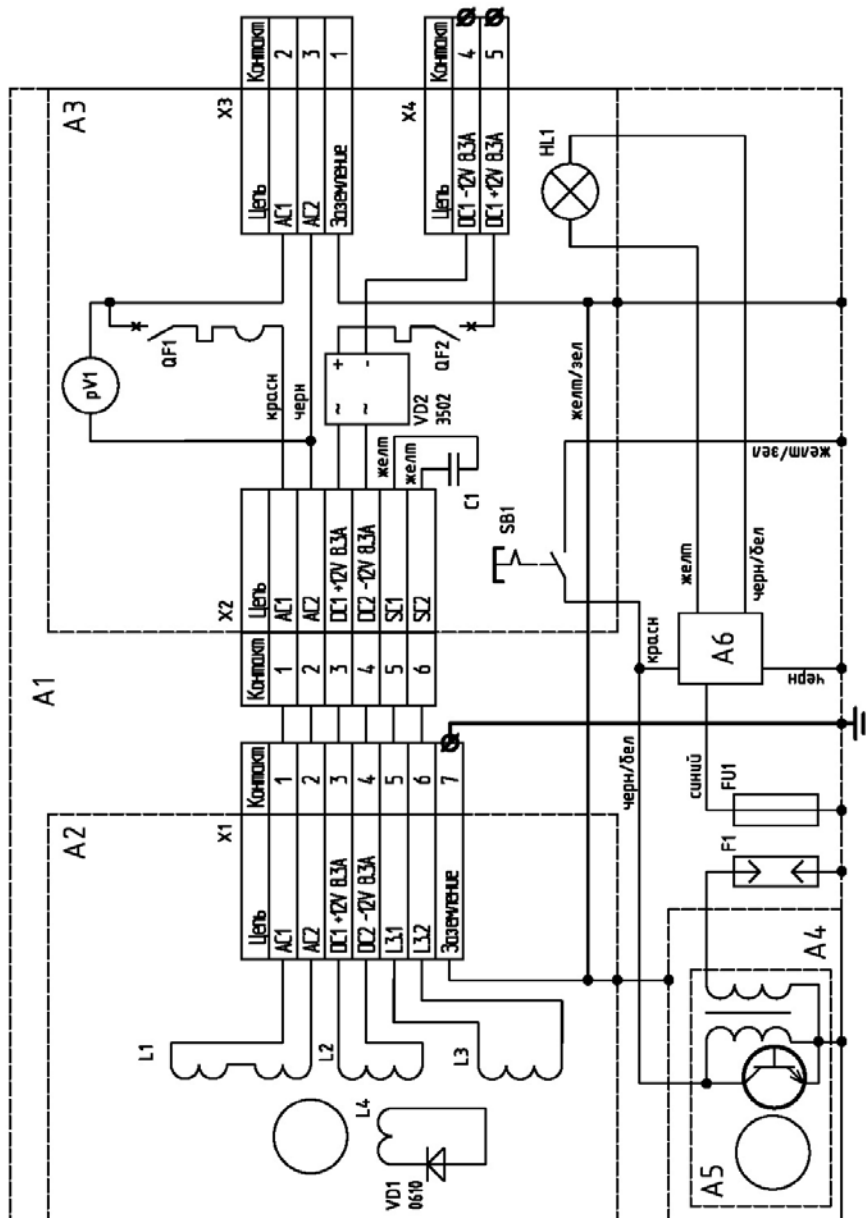 A1
A2
A3
X1
Цепь Контакт
AC1 1
AC2 2
DC1 +12V 8.3A 3
DC2 -12V 8.3A 4
L3.1 5
L3.2 6
Заземление 7
L1
L2
L3
L4
VD1
0610
X2
Контакт Цепь
1 AC1
2 AC2
3 DC1 +12V 8.3A
4 DC2 -12V 8.3A
5 SC1
6 SC2
pV1
QF1
красн
черн
VD2
3502
~ +
~ -
QF2
желт
желт
C1
X3
Цепь Контакт
AC1 2
AC2 3
Заземление 1
X4
Цепь Контакт
DC1 -12V 8.3A 4
DC1 +12V 8.3A 5
SB1
HL1
желт/зел
желт/зел
черн/бел
красн
желт
черн/бел
синий
A6
черн
FU1
F1
A4
A5